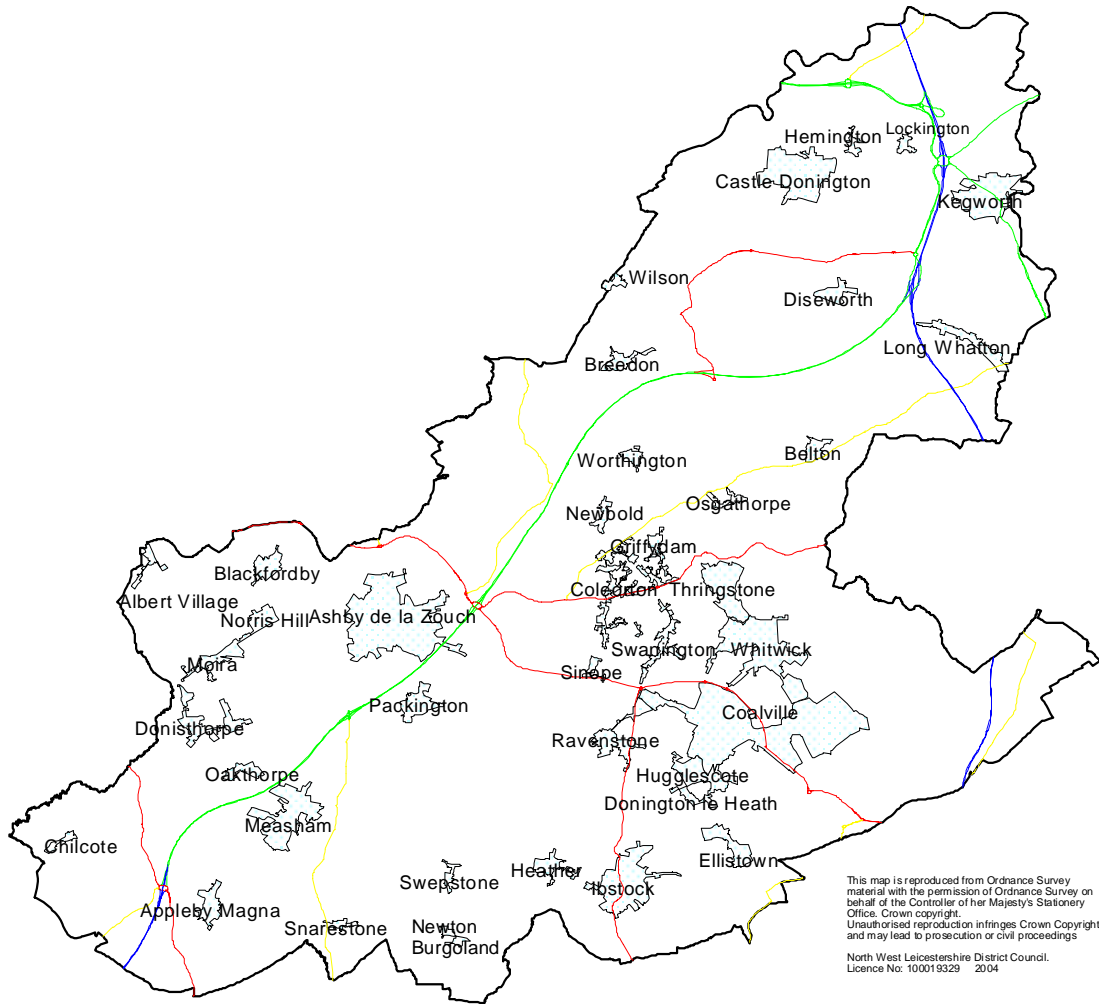 Hemington
Lockington
Castle Donington
Kegworth
Wilson
Diseworth
Long Whatton
Breedon
Belton
Worthington
Osgathorpe
Newbold
Griffydam
Blackfordby
Albert Village
Norris Hill
Ashby de la Zouch
Coleorton
Thringstone
Swapington
Whitwick
Moira
Sinope
Packington
Coalville
Donisthorpe
Ravenstone
Oakthorpe
Hugglescote
Donington le Heath
Measham
Chilcote
Ellistown
Heather
Swepstone
Ibstock
Appleby Magna
Snarestone
Newton
Burgoland
This map is reproduced from Ordnance Survey
material with the permission of Ordnance Survey on
behalf of the Controller of her Majesty's Stationery
Office. Crown copyright.
Unauthorised reproduction infringes Crown Copyright
and may lead to prosecution or civil proceedings
North West Leicestershire District Council.
Licence No: 100019329 2004